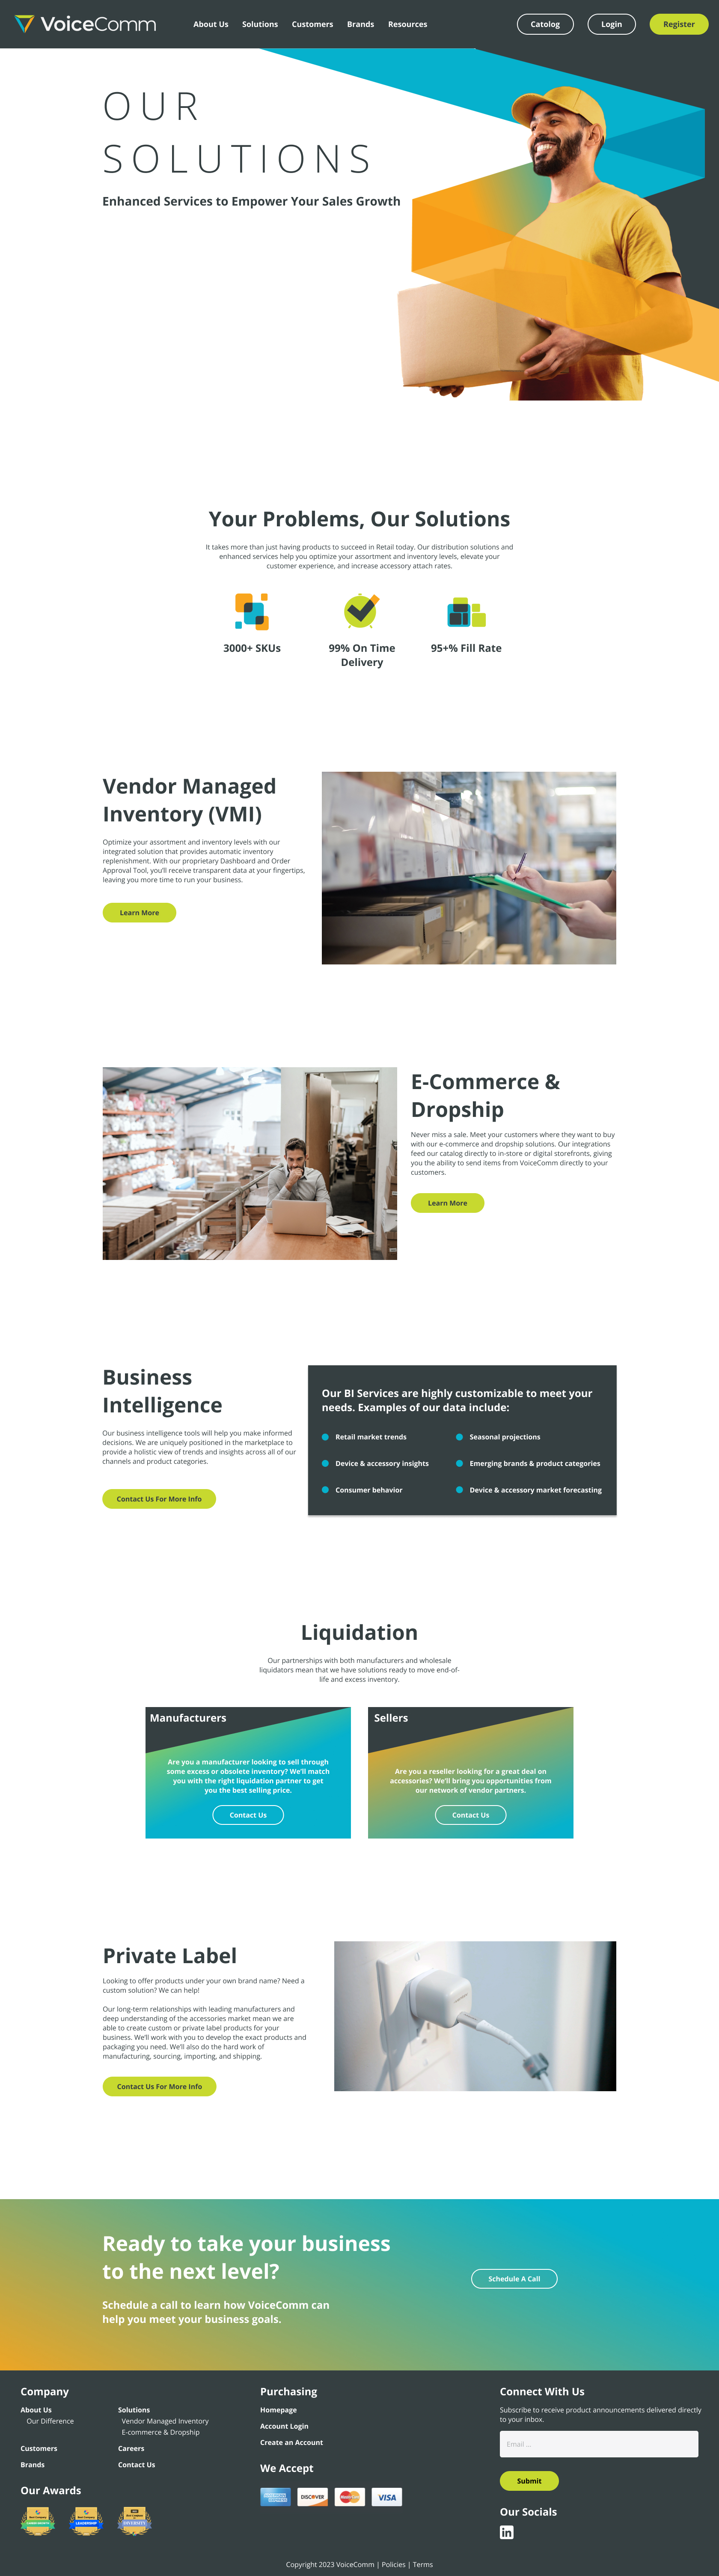 VoiceComm
About Us Solutions Customers Brands Resources
Catolog Login Register
OUR
SOLUTIONS
Enhanced Services to Empower Your Sales Growth
Your Problems, Our Solutions
It takes more than just having products to succeed in Retail today. Our distribution solutions and
enhanced services help you optimize your assortment and inventory levels, elevate your
customer experience, and increase accessory attach rates.
3000+ SKUs
99% On Time
Delivery
95+% Fill Rate
Vendor Managed
Inventory (VMI)
Optimize your assortment and inventory levels with our
integrated solution that provides automatic inventory
replenishment. With our proprietary Dashboard and Order
Approval Tool, you'll receive transparent data at your fingertips,
leaving you more time to run your business.
Learn More
E-Commerce &
Dropship
Never miss a sale. Meet your customers where they want to buy
with our e-commerce and dropship solutions. Our integrations
feed our catalog directly to in-store or digital storefronts, giving
you the ability to send items from VoiceComm directly to your
customers.
Learn More
Business
Intelligence
Our business intelligence tools will help you make informed
decisions. We are uniquely positioned in the marketplace to
provide a holistic view of trends and insights across all of our
channels and product categories.
Contact Us For More Info
Our BI Services are highly customizable to meet your
needs. Examples of our data include:
Retail market trends
Seasonal projections
Device & accessory insights
Emerging brands & product categories
Consumer behavior
Device & accessory market forecasting
Liquidation
Our partnerships with both manufacturers and wholesale
liquidators mean that we have solutions ready to move end-of-
life and excess inventory.
Manufacturers
Are you a manufacturer looking to sell through
some excess or obsolete inventory? We'll match
you with the right liquidation partner to get
you the best selling price.
Contact Us
Sellers
Are you a reseller looking for a great deal on
accessories? We'll bring you opportunities from
our network of vendor partners.
Contact Us
Private Label
Looking to offer products under your own brand name? Need a
custom solution? We can help!
Our long-term relationships with leading manufacturers and
deep understanding of the accessories market mean we are
able to create custom or private label products for your
business. We'll work with you to develop the exact products and
packaging you need. We'll also do the hard work of
manufacturing, sourcing, importing, and shipping.
Contact Us For More Info
Ready to take your business
to the next level?
Schedule a call to learn how VoiceComm can
help you meet your business goals.
Schedule A Call
Company
About Us
Our Difference
Customers
Brands
Solutions
Vendor Managed Inventory
E-commerce & Dropship
Careers
Contact Us
Our Awards
LEADERSHIP
DIVERSITY
Purchasing
Homepage
Account Login
Create an Account
We Accept
DISCOVER
MasterCard
VISA
Connect With Us
Subscribe to receive product announcements delivered directly
to your inbox.
Email ...
Submit
Our Socials
in
Copyright 2023 VoiceComm | Policies | Terms